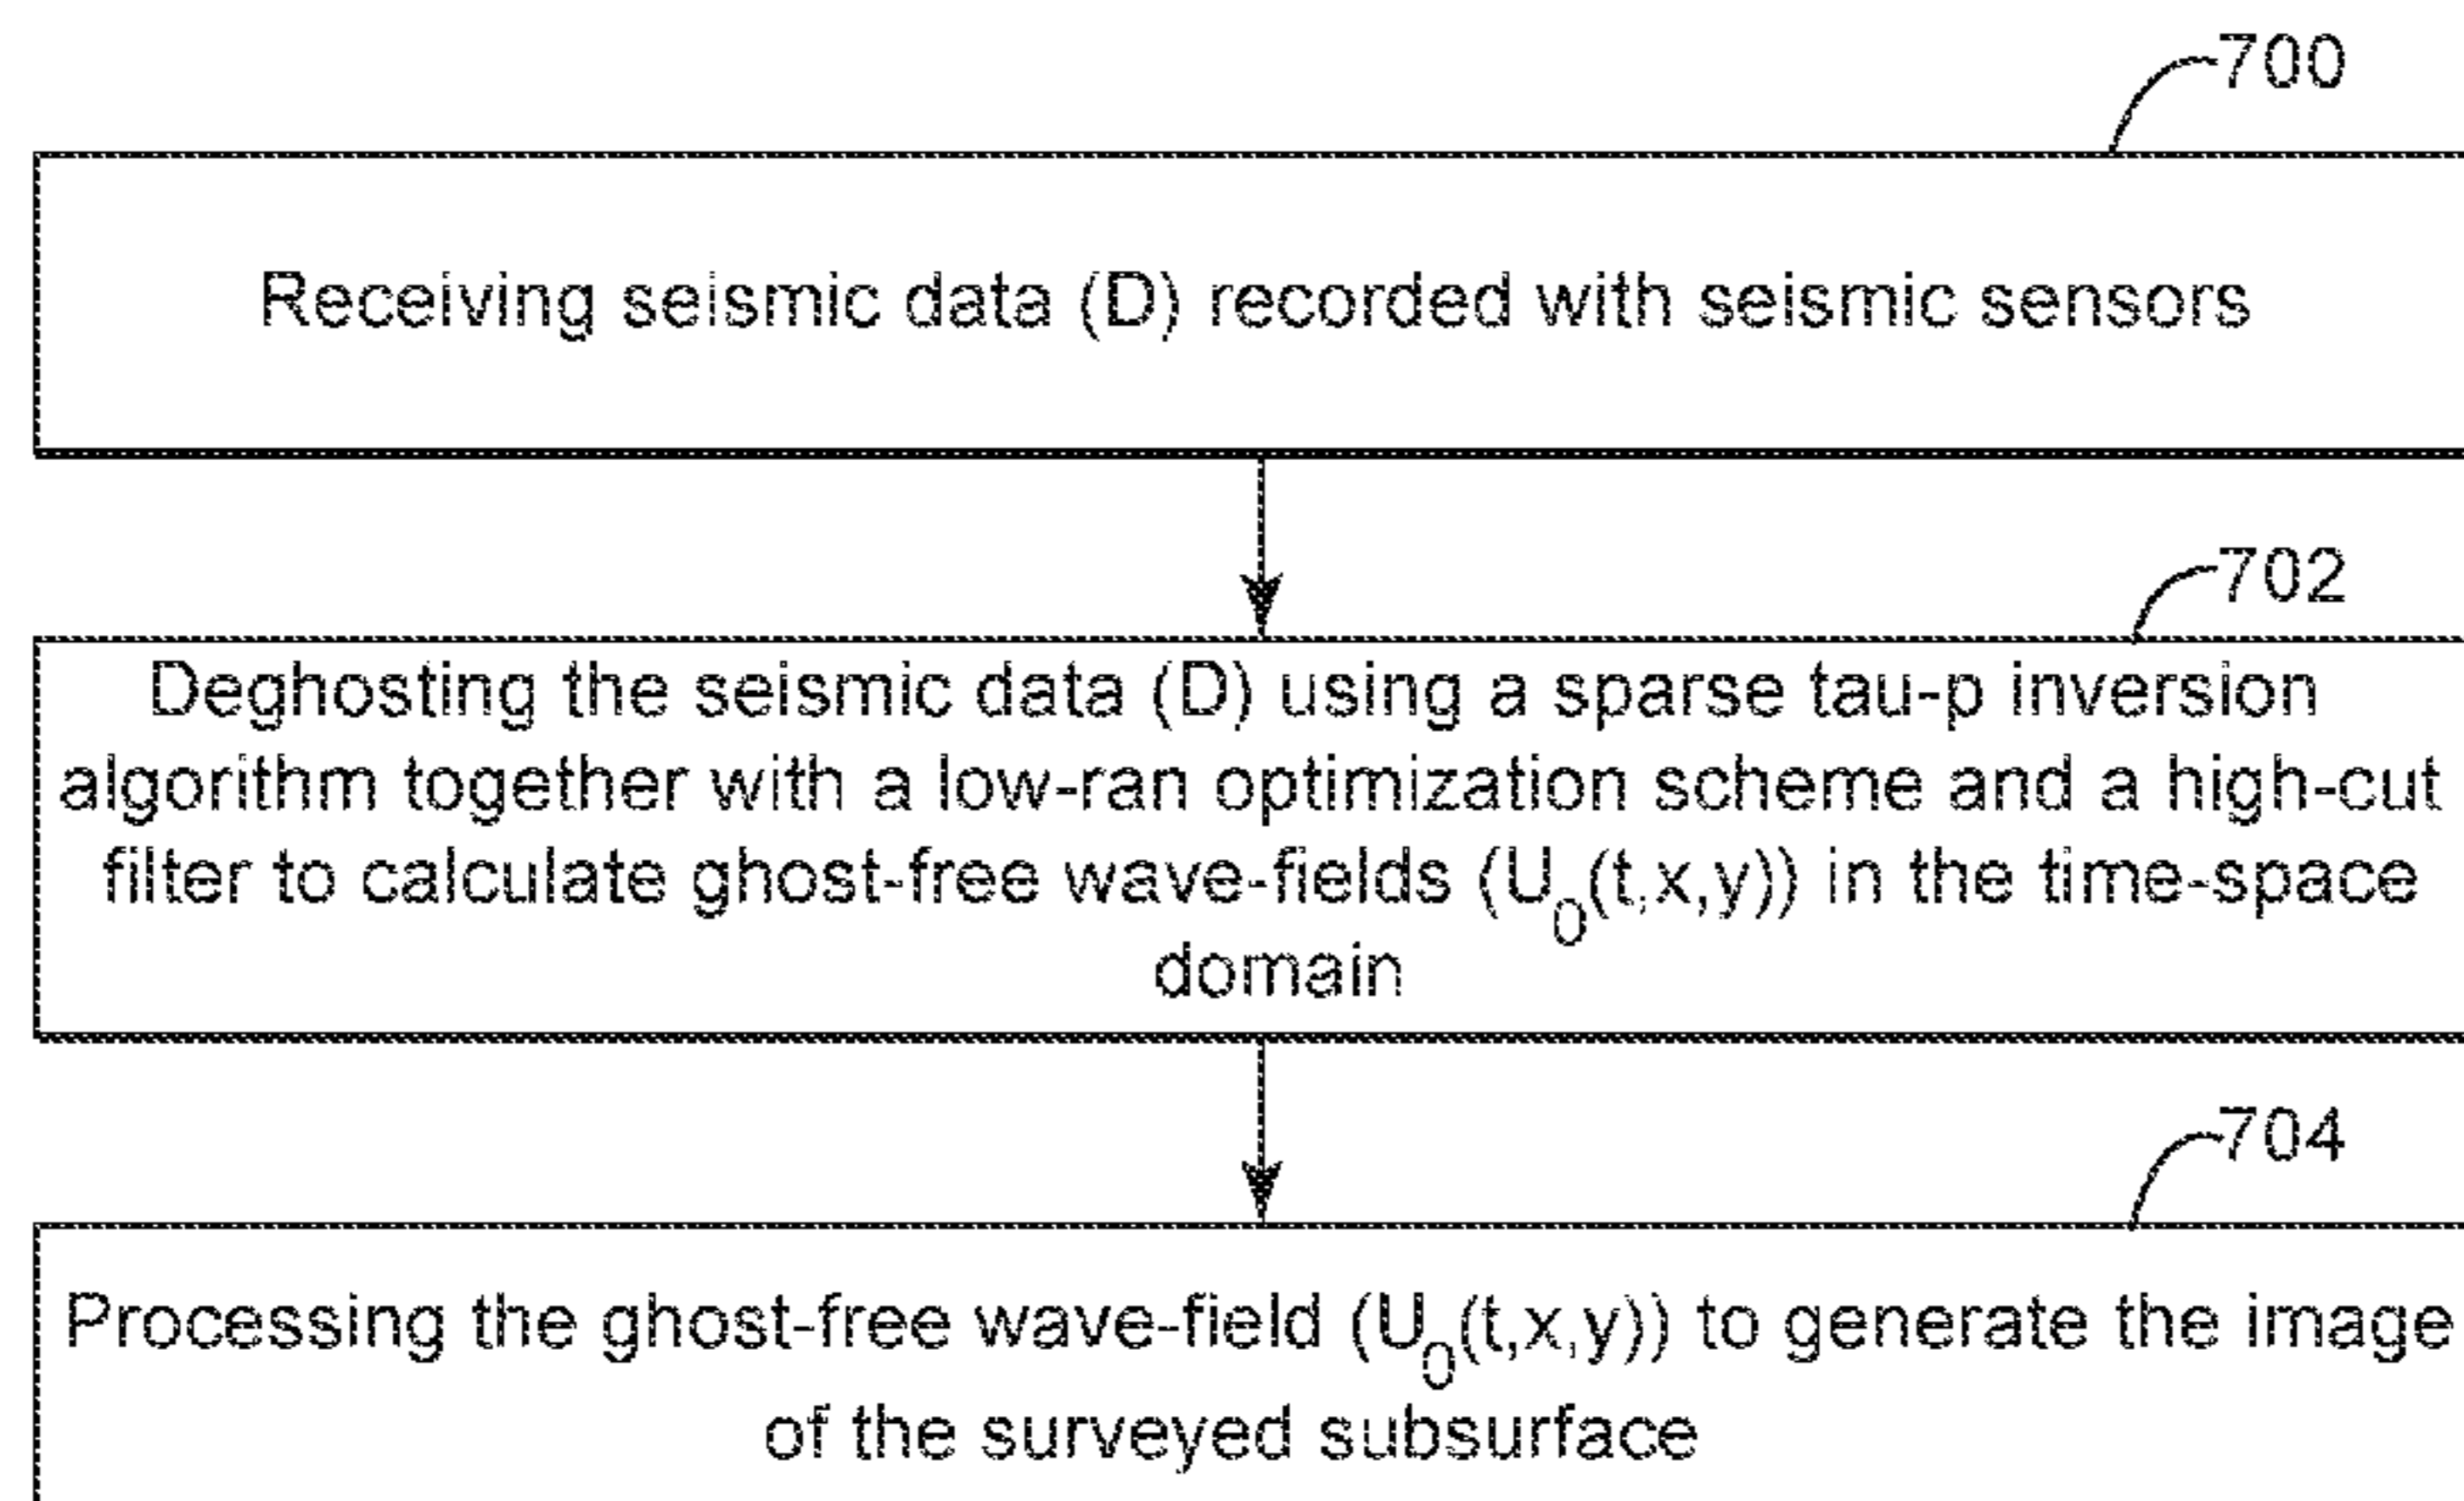 700
Receiving seismic data (D) recorded with seismic sensors
702
Deghosting the seismic data (D) using a sparse tau-p inversion
algorithm together with a low-ran optimization scheme and a high-cut
filter to calculate ghost-free wave-fields (U₀(t,x,y)) in the time-space
domain
704
Processing the ghost-free wave-field (U₀(t,x,y)) to generate the image
of the surveyed subsurface